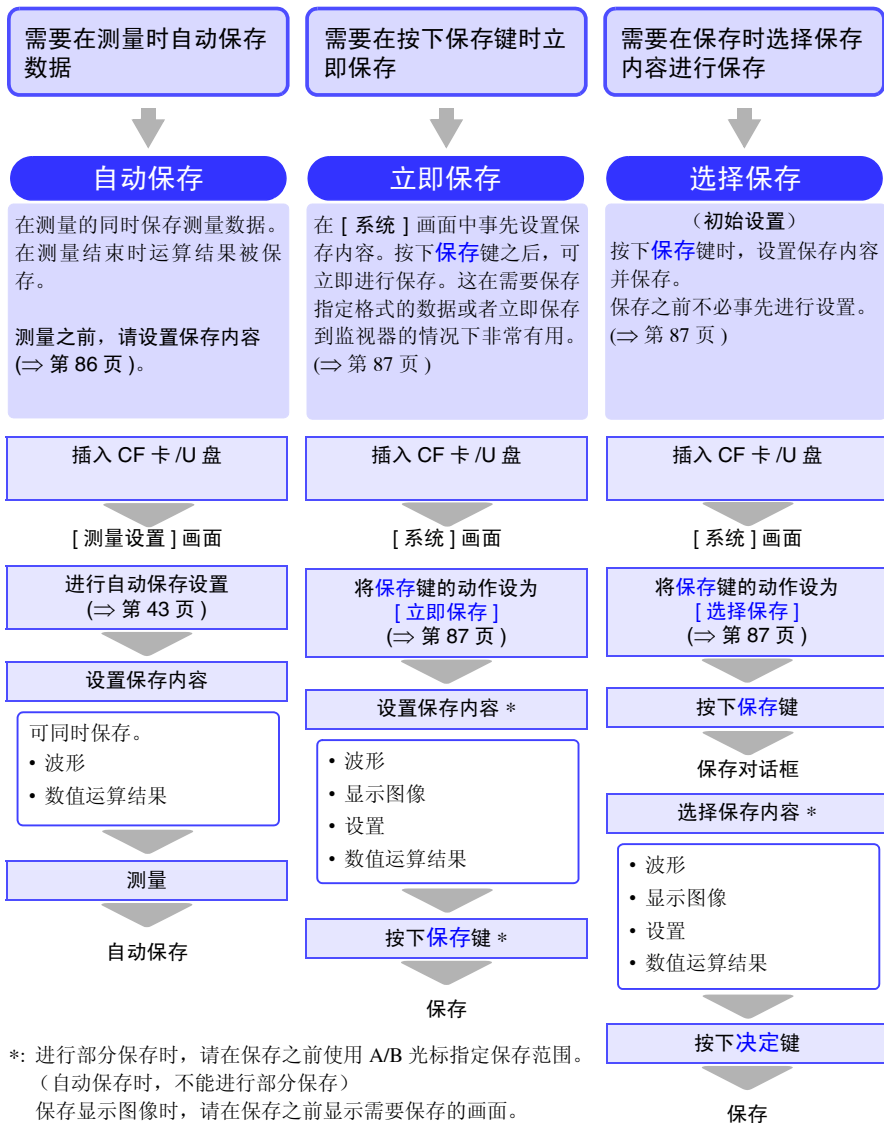 需要在测量时自动保存
数据
自动保存
在测量的同时保存测量数据。
在测量结束时运算结果被保
存。
测量之前，请设置保存内容
(⇒ 第 86 页 )。
插入 CF 卡 /U 盘
[ 测量设置 ] 画面
进行自动保存设置
(⇒ 第 43 页 )
设置保存内容
可同时保存。
• 波形
• 数值运算结果
测量
自动保存
需要在按下保存键时立
即保存
立即保存
在 [ 系统 ] 画面中事先设置保
存内容。按下保存键之后，可
立即进行保存。这在需要保存
指定格式的数据或者立即保存
到监视器的情况下非常有用。
(⇒ 第 87 页 )
插入 CF 卡 /U 盘
[ 系统 ] 画面
将保存键的动作设为
[ 立即保存 ]
(⇒ 第 87 页 )
设置保存内容 *
• 波形
• 显示图像
• 设置
• 数值运算结果
按下保存键 *
保存
需要在保存时选择保存
内容进行保存
选择保存
（初始设置）
按下保存键时，设置保存内容
并保存。
保存之前不必事先进行设置。
(⇒ 第 87 页 )
插入 CF 卡 /U 盘
[ 系统 ] 画面
将保存键的动作设为
[ 选择保存 ]
(⇒ 第 87 页 )
按下保存键
保存对话框
选择保存内容 *
• 波形
• 显示图像
• 设置
• 数值运算结果
按下决定键
保存
*: 进行部分保存时，请在保存之前使用 A/B 光标指定保存范围。
（自动保存时，不能进行部分保存）
保存显示图像时，请在保存之前显示需要保存的画面。